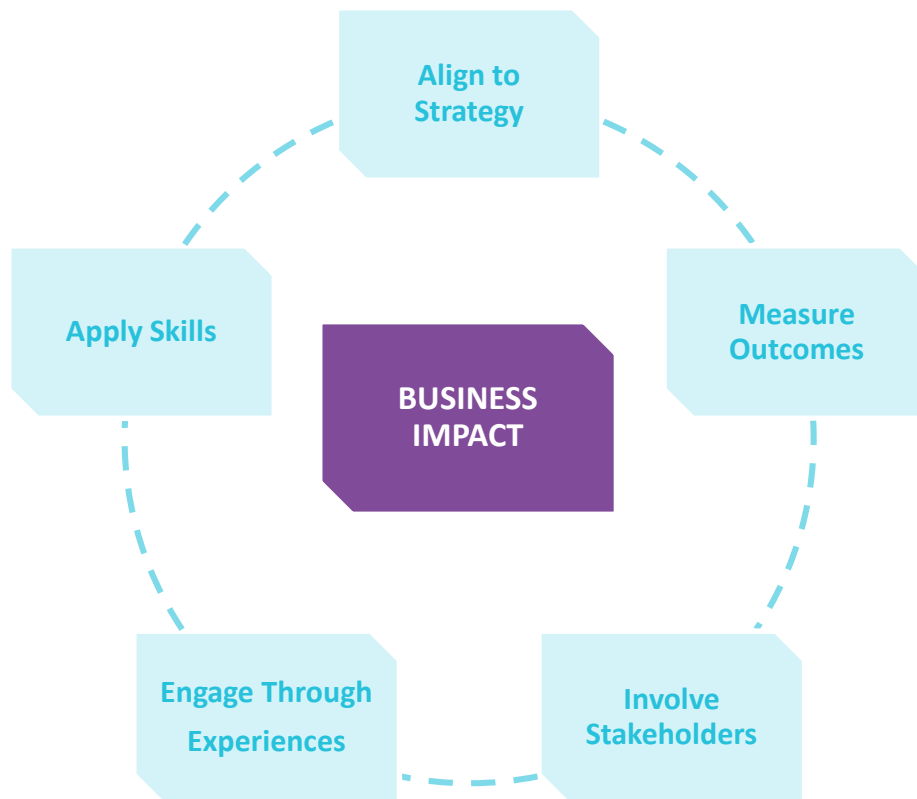 Align to
Strategy
Measure
Outcomes
Involve
Stakeholders
Engage Through
Experiences
Apply Skills
BUSINESS
IMPACT